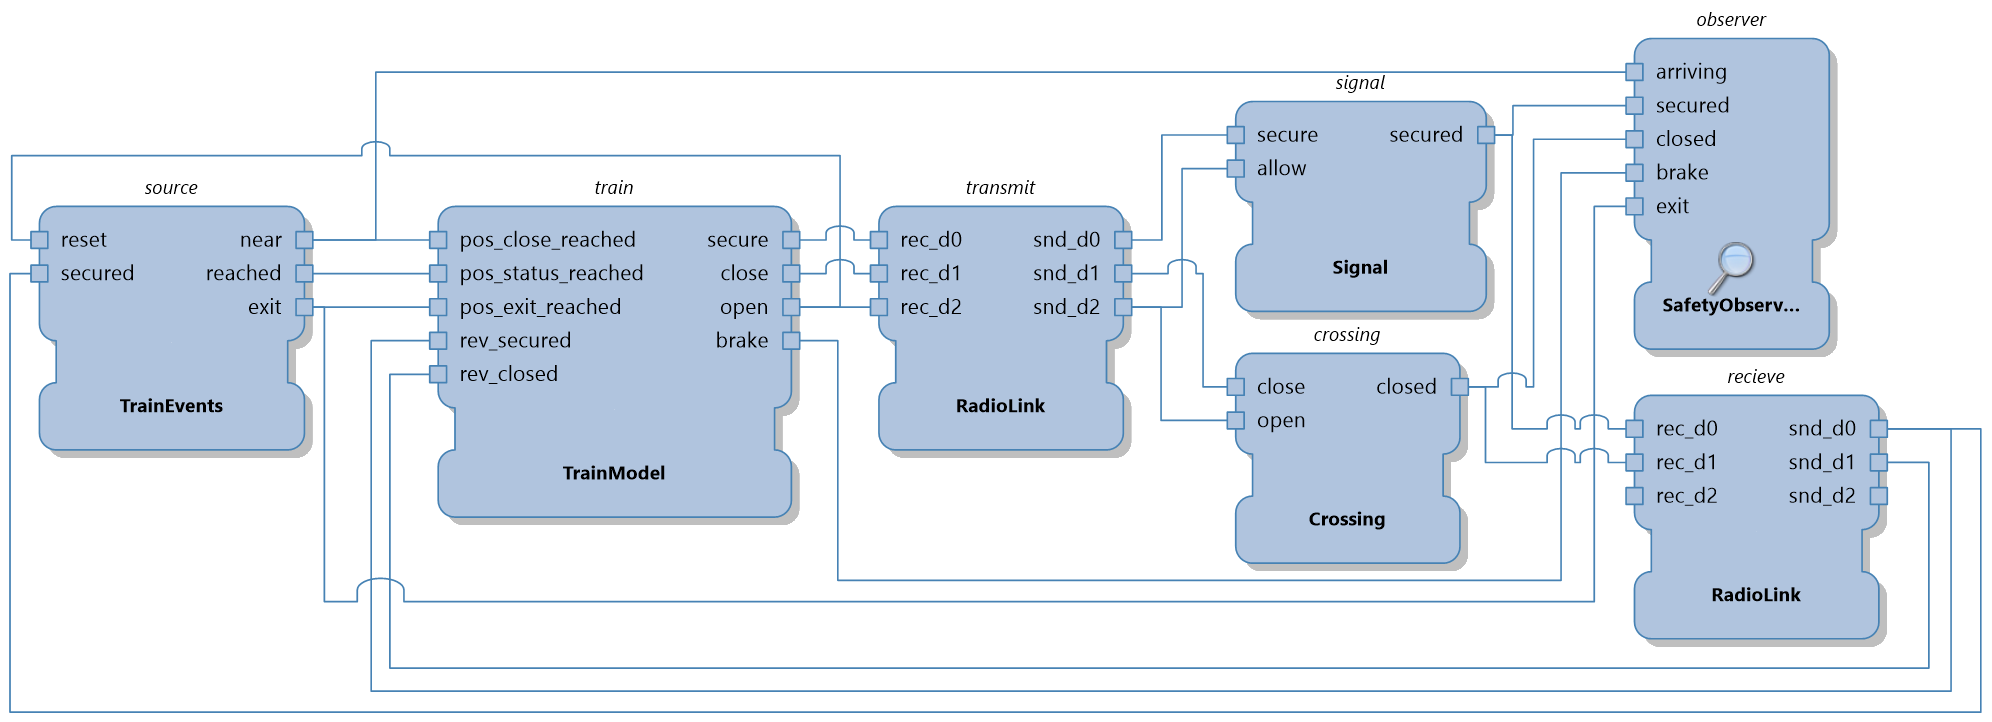 observer
arriving
secured
closed
brake
exit
SafetyObserv...
signal
secure
secured
allow
Signal
source
reset
near
secured
reached
exit
TrainEvents
train
pos_close_reached
secure
pos_status_reached
close
pos_exit_reached
open
rev_secured
brake
rev_closed
TrainModel
transmit
rec_d0
snd_d0
rec_d1
snd_d1
rec_d2
snd_d2
RadioLink
crossing
close
closed
open
Crossing
recieve
rec_d0
snd_d0
rec_d1
snd_d1
rec_d2
snd_d2
RadioLink